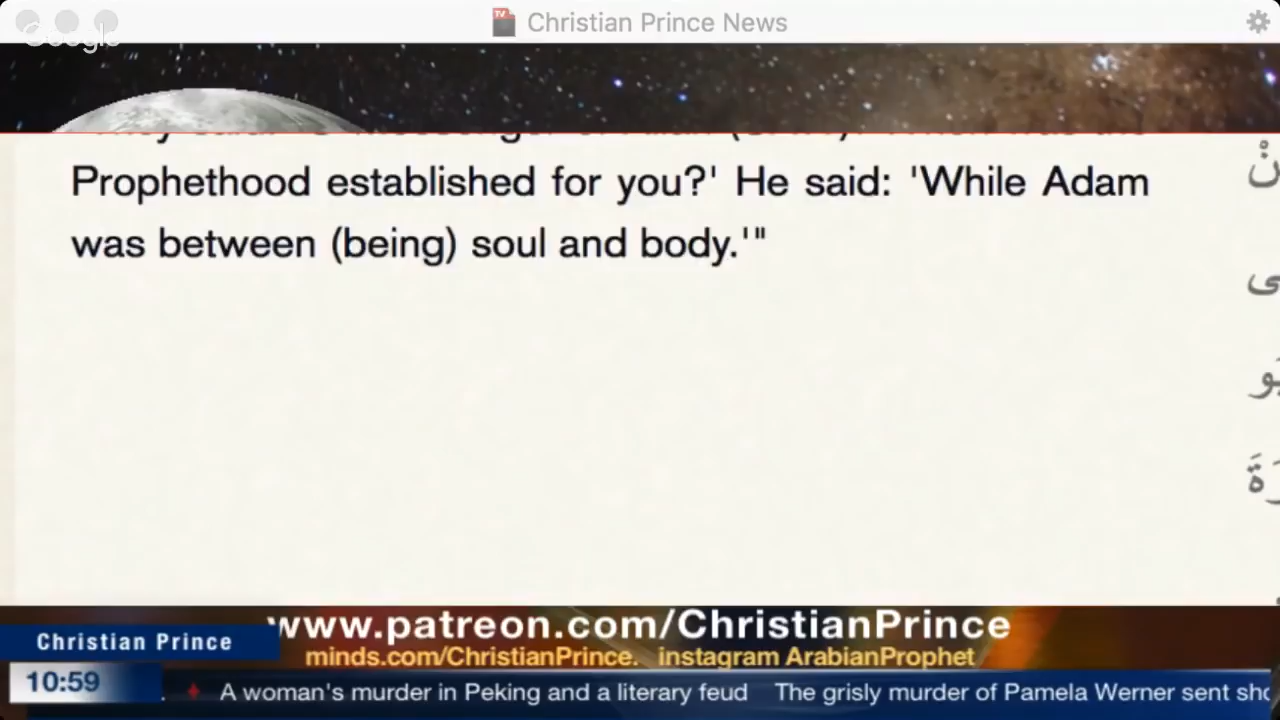 Christian Prince News
Google
Prophethood established for you?' He said: 'While Adam
was between (being) soul and body.'"
www.patreon.com/ChristianPrince
Christian Prince
minds.com/ChristianPrince. instagram ArabianProphet
10:59
. A woman's murder in Peking and a literary feud The grisly murder of Pamela Werner sent